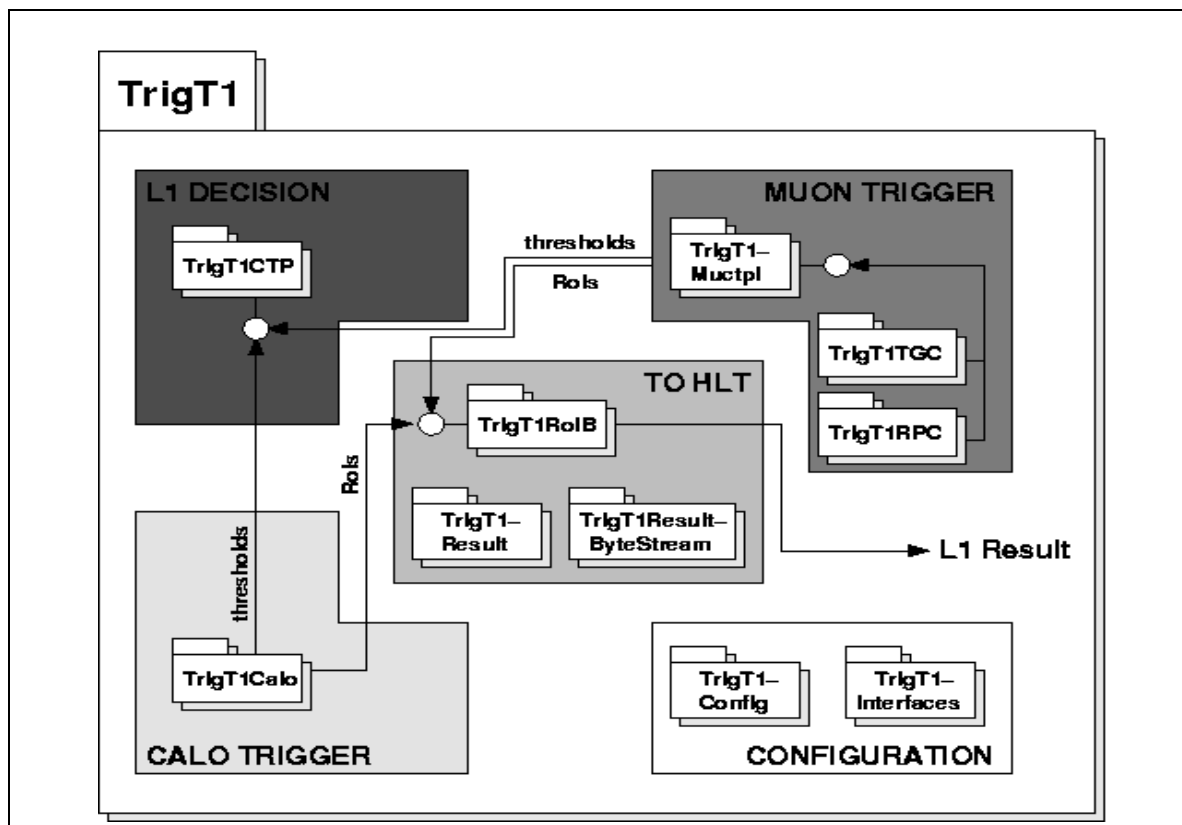 TrigT1
L1 DECISION
TrigT1CTP
thresholds
RoIs
MUON TRIGGER
TrigT1–
MuctpI
TrigT1TGC
TrigT1RPC
TO HLT
TrigT1RoIB
TrigT1–
Result
TrigT1Result–
ByteStream
RoIs
thresholds
L1 Result
TrigT1Calo
CALO TRIGGER
TrigT1–
Config
TrigT1–
Interfaces
CONFIGURATION